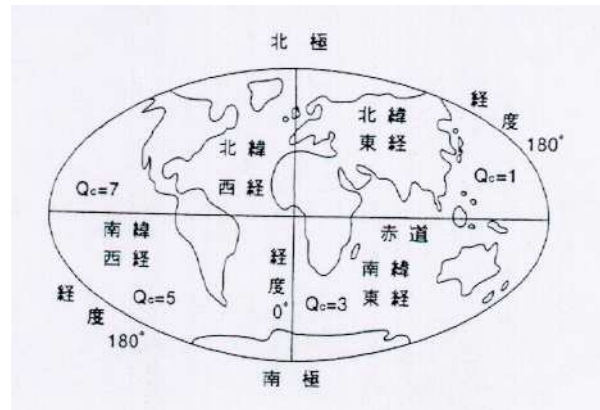 北極
経度
180°
北緯
東経
北緯
西経
Qc=7
Qc=1
南緯
西経
赤道
経度
0°
南緯
東経
経度
180°
Qc=5
Qc=3
南極